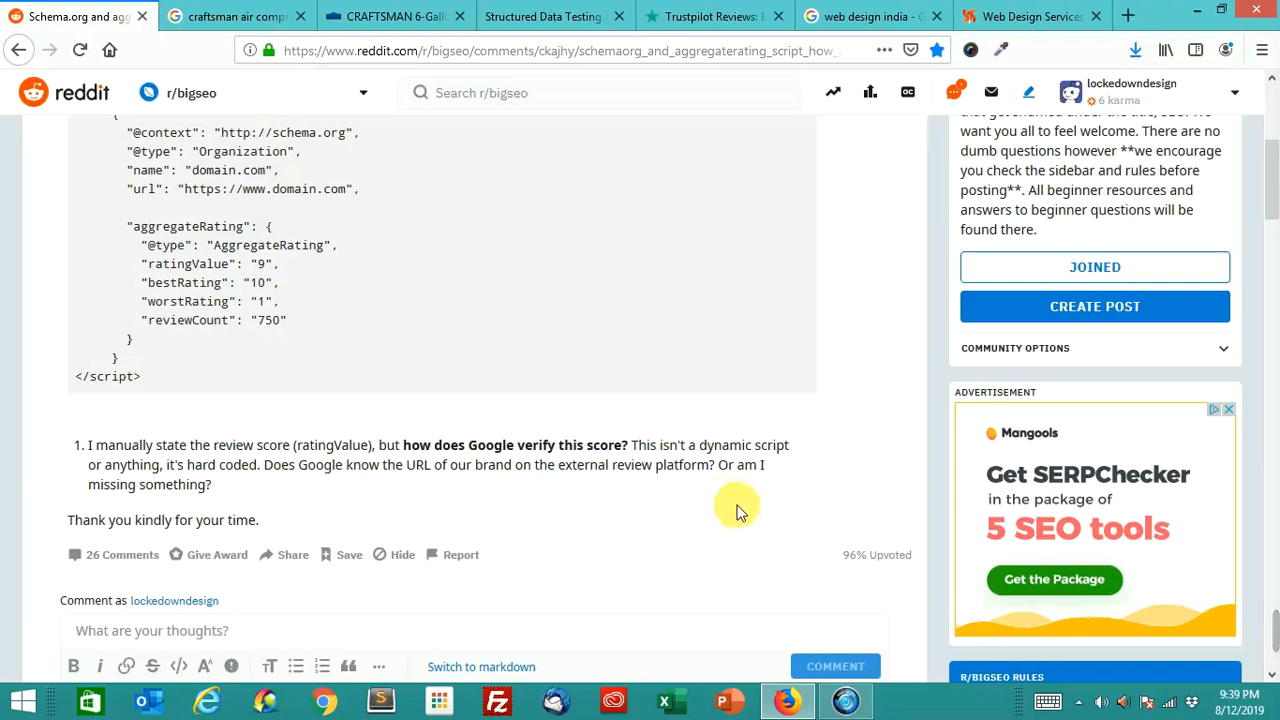 Schema.org and agg
craftsman air compr
CRAFTSMAN 6-Gallo
Structured Data Testing
Trustpilot Reviews: E
web design india - G
Web Design Services
https://www.reddit.com/r/bigseo/comments/ckajhy/schemaorg_and_aggregaterating_script_how_
reddit
r/bigseo
Search r/bigseo
lockedowndesign
6 karma
{
"@context": "http://schema.org",
"@type": "Organization",
"name": "domain.com",
"url": "https://www.domain.com",
"aggregateRating": {
"@type": "AggregateRating",
"ratingValue": "9",
"bestRating": "10",
"worstRating": "1",
"reviewCount": "750"
}
}
</script>
1. I manually state the review score (ratingValue), but how does Google verify this score? This isn't a dynamic script
or anything, it's hard coded. Does Google know the URL of our brand on the external review platform? Or am I
missing something?
Thank you kindly for your time.
26 Comments
Give Award
Share
Save
Hide
Report
96% Upvoted
Comment as lockedowndesign
What are your thoughts?
B i
Switch to markdown
COMMENT
want you all to feel welcome. There are no
dumb questions however **we encourage
you check the sidebar and rules before
posting**. All beginner resources and
answers to beginner questions will be
found there.
JOINED
CREATE POST
COMMUNITY OPTIONS
ADVERTISEMENT
Mangools
Get SERPChecker
in the package of
5 SEO tools
Get the Package
R/BIGSEO RULES
9:39 PM
8/12/2019